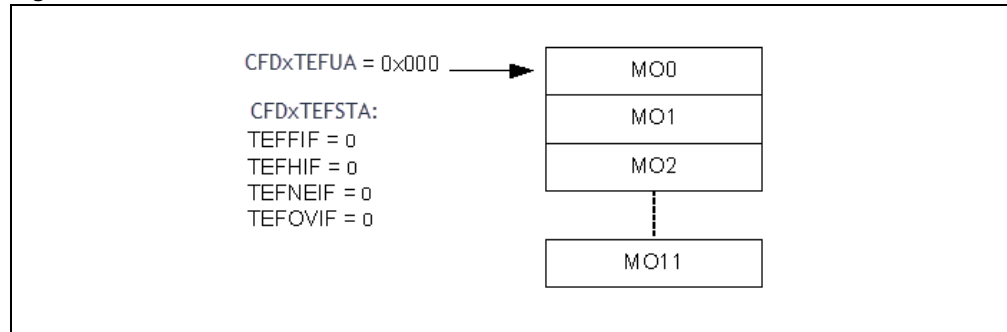 CFDxTEFUA = 0x000
CFDxTEFSTA:
TEFFIF = 0
TEFHIF = 0
TEFNEIF = 0
TEFOVIF = 0
MO0
MO1
MO2
MO11